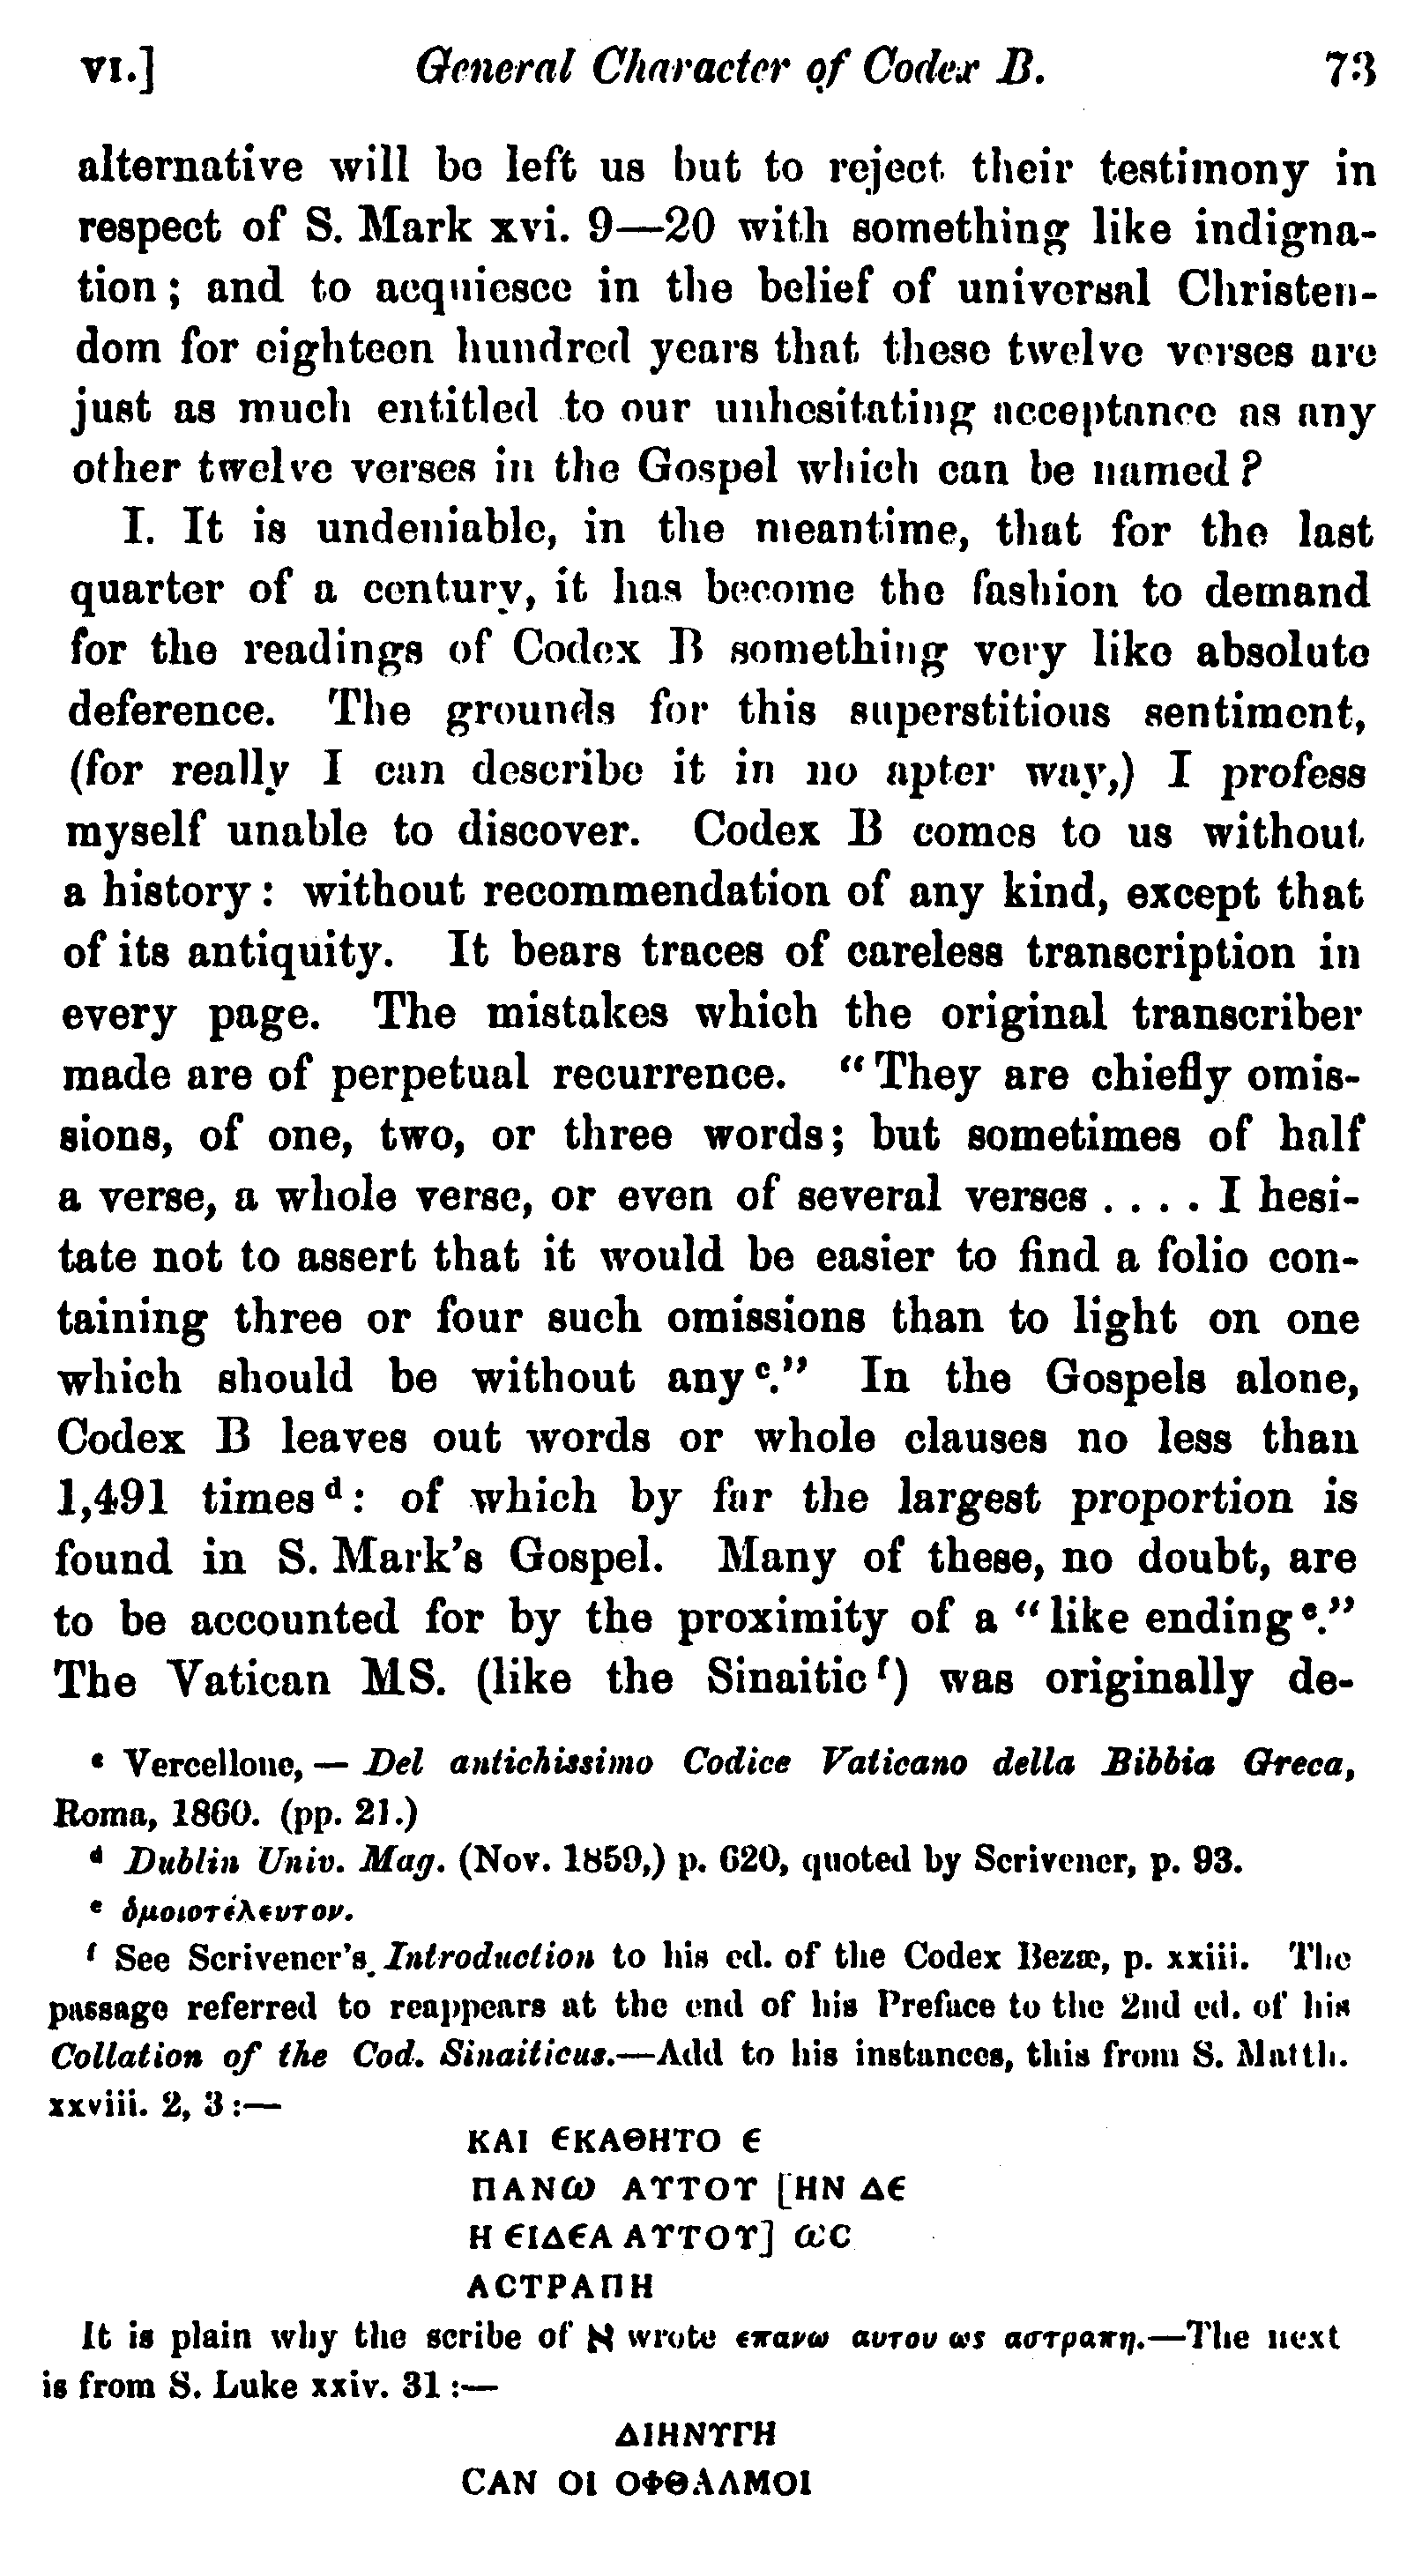 VI.] General Character of Codex B. 73
alternative will be left us but to reject their testimony in
respect of S. Mark xvi. 9—20 with something like indigna-
tion; and to acquiesce in the belief of universal Christen-
dom for eighteen hundred years that these twelve verses are
just as much entitled to our unhesitating acceptance as any
other twelve verses in the Gospel which can be named?
I. It is undeniable, in the meantime, that for the last
quarter of a century, it has become the fashion to demand
for the readings of Codex B something very like absolute
deference. The grounds for this superstitious sentiment,
(for really I can describe it in no apter way,) I profess
myself unable to discover. Codex B comes to us without
a history: without recommendation of any kind, except that
of its antiquity. It bears traces of careless transcription in
every page. The mistakes which the original transcriber
made are of perpetual recurrence. “They are chiefly omis-
sions, of one, two, or three words; but sometimes of half
a verse, a whole verse, or even of several verses .... I hesi-
tate not to assert that it would be easier to find a folio con-
taining three or four such omissions than to light on one
which should be without any ᶜ.” In the Gospels alone,
Codex B leaves out words or whole clauses no less than
1,491 times ᵈ: of which by far the largest proportion is
found in S. Mark’s Gospel. Many of these, no doubt, are
to be accounted for by the proximity of a “like ending ᵉ.”
The Vatican MS. (like the Sinaitic ᶠ) was originally de-
ᶜ Vercellone,— Del antichissimo Codice Vaticano della Bibbia Greca,
Roma, 1860. (pp. 21.)
ᵈ Dublin Univ. Mag. (Nov. 1859,) p. 620, quoted by Scrivener, p. 93.
ᵉ ὁμοιοτέλευτον.
ᶠ See Scrivener’s Introduction to his ed. of the Codex Bezæ, p. xxiii. The
passage referred to reappears at the end of his Preface to the 2nd ed. of his
Collation of the Cod. Sinaiticus.—Add to his instances, this from S. Matth.
xxviii. 2, 3:—
ΚΑΙ ЄΚΑΘΗΤΟ Є
ΠΑΝω ΑΥΤΟΥ [ΗΝ ΔЄ
Η ЄΙΔЄΑ ΑΥΤΟΥ] ωС
ΑСΤΡΑΠΗ
It is plain why the scribe of א wrote επανω αυτου ως αστραπη.—The next
is from S. Luke xxiv. 31:—
ΔΙΗΝΥΓΗ
СΑΝ ΟΙ ΟΦΘΑΛΜΟΙ